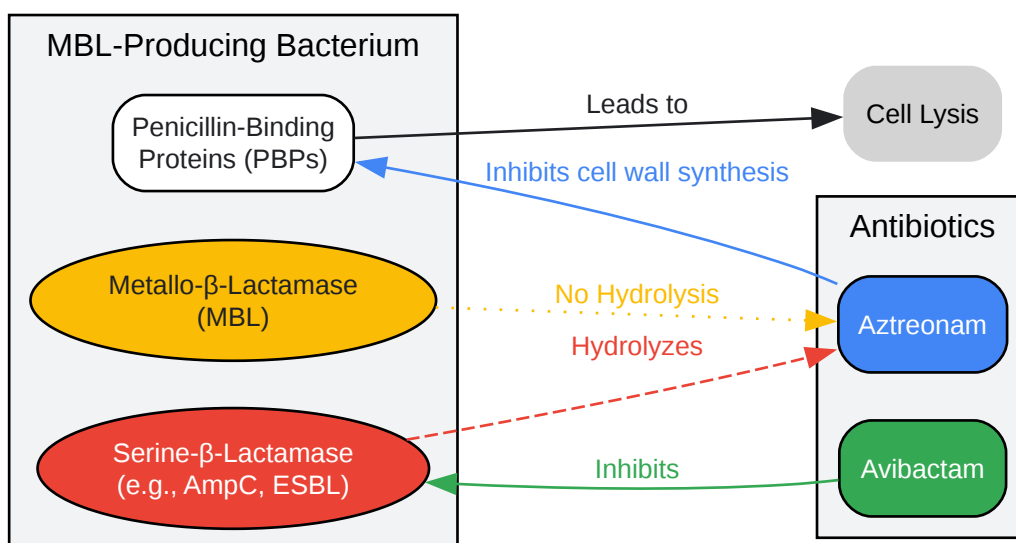 MBL-Producing Bacterium
Penicillin-Binding
Proteins (PBPs)
Leads to
Cell Lysis
Inhibits cell wall synthesis
Antibiotics
Metallo-β-Lactamase
(MBL)
No Hydrolysis
Aztreonam
Hydrolyzes
Serine-β-Lactamase
(e.g., AmpC, ESBL)
Inhibits
Avibactam